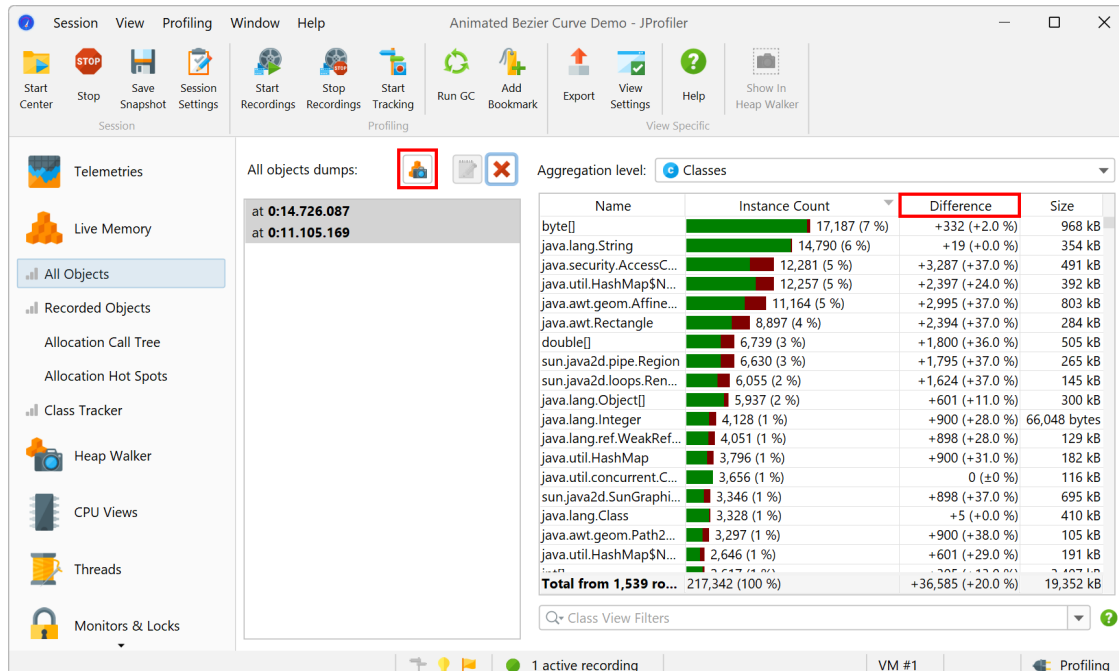 Session View Profiling Window Help Animated Bezier Curve Demo - JProfiler
STOP
STOP
Start Center
Stop
Save Snapshot
Session Settings
Start Recordings
Stop Recordings
Start Tracking
Run GC
Add Bookmark
Export
View Settings
Help
Show In Heap Walker
Session
Profiling
View Specific
Telemetries
Live Memory
All Objects
Recorded Objects
Allocation Call Tree
Allocation Hot Spots
Class Tracker
Heap Walker
CPU Views
Threads
Monitors & Locks
All objects dumps:
at 0:14.726.087
at 0:11.105.169
Aggregation level: C Classes
Name Instance Count Difference Size
byte[] 17,187 (7 %) +332 (+2.0 %) 968 kB
java.lang.String 14,790 (6 %) +19 (+0.0 %) 354 kB
java.security.AccessC... 12,281 (5 %) +3,287 (+37.0 %) 491 kB
java.util.HashMap$N... 12,257 (5 %) +2,397 (+24.0 %) 392 kB
java.awt.geom.Affine... 11,164 (5 %) +2,995 (+37.0 %) 803 kB
java.awt.Rectangle 8,897 (4 %) +2,394 (+37.0 %) 284 kB
double[] 6,739 (3 %) +1,800 (+36.0 %) 505 kB
sun.java2d.pipe.Region 6,630 (3 %) +1,795 (+37.0 %) 265 kB
sun.java2d.loops.Ren... 6,055 (2 %) +1,624 (+37.0 %) 145 kB
java.lang.Object[] 5,937 (2 %) +601 (+11.0 %) 300 kB
java.lang.Integer 4,128 (1 %) +900 (+28.0 %) 66,048 bytes
java.lang.ref.WeakRef... 4,051 (1 %) +898 (+28.0 %) 129 kB
java.util.HashMap 3,796 (1 %) +900 (+31.0 %) 182 kB
java.util.concurrent.C... 3,656 (1 %) 0 (±0 %) 116 kB
sun.java2d.SunGraphi... 3,346 (1 %) +898 (+37.0 %) 695 kB
java.lang.Class 3,328 (1 %) +5 (+0.0 %) 410 kB
java.awt.geom.Path2... 3,297 (1 %) +900 (+38.0 %) 105 kB
java.util.HashMap$N... 2,646 (1 %) +601 (+29.0 %) 191 kB
Total from 1,539 ro... 217,342 (100 %) +36,585 (+20.0 %) 19,352 kB
Class View Filters
1 active recording VM #1 Profiling